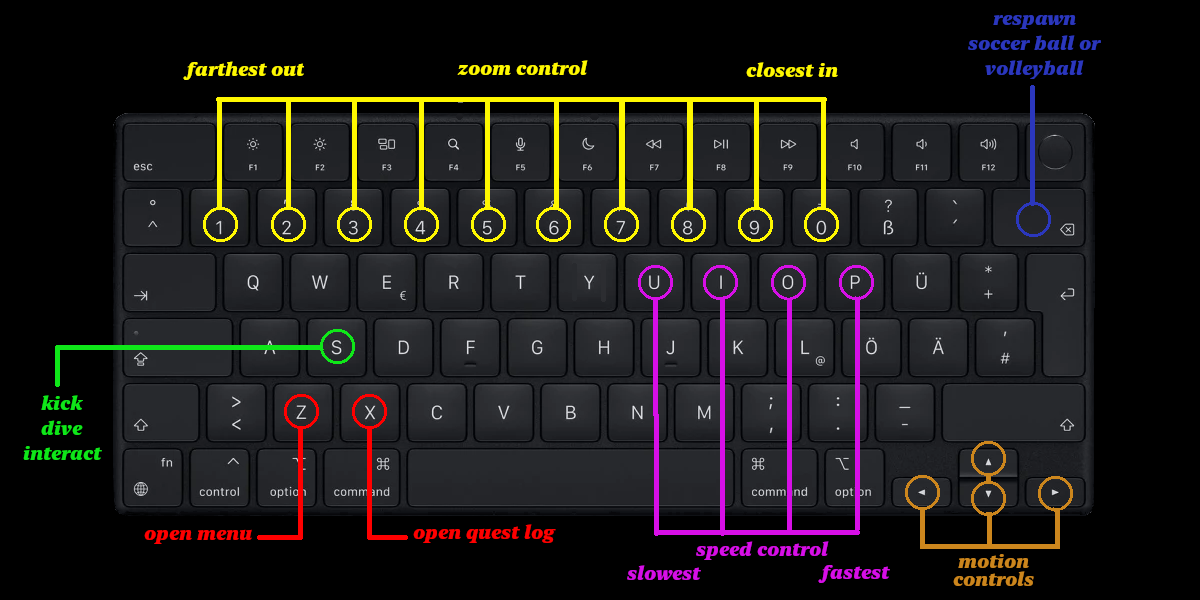 respawn
soccer ball or
volleyball
farthest out zoom control closest in
esc F1 F2 F3 F4 F5 F6 F7 F8 F9 F10 F11 F12
° ^ 1 2 3 4 5 6 7 8 9 0 ? ß ` ´
Q W E € R T Y U I O P Ü * +
A S D F G H J K L @ Ö Ä ' #
kick
dive
interact
> < Z X C V B N M ; , : . _ -
fn control option command command option
open menu open quest log
speed control
slowest fastest
motion
controls